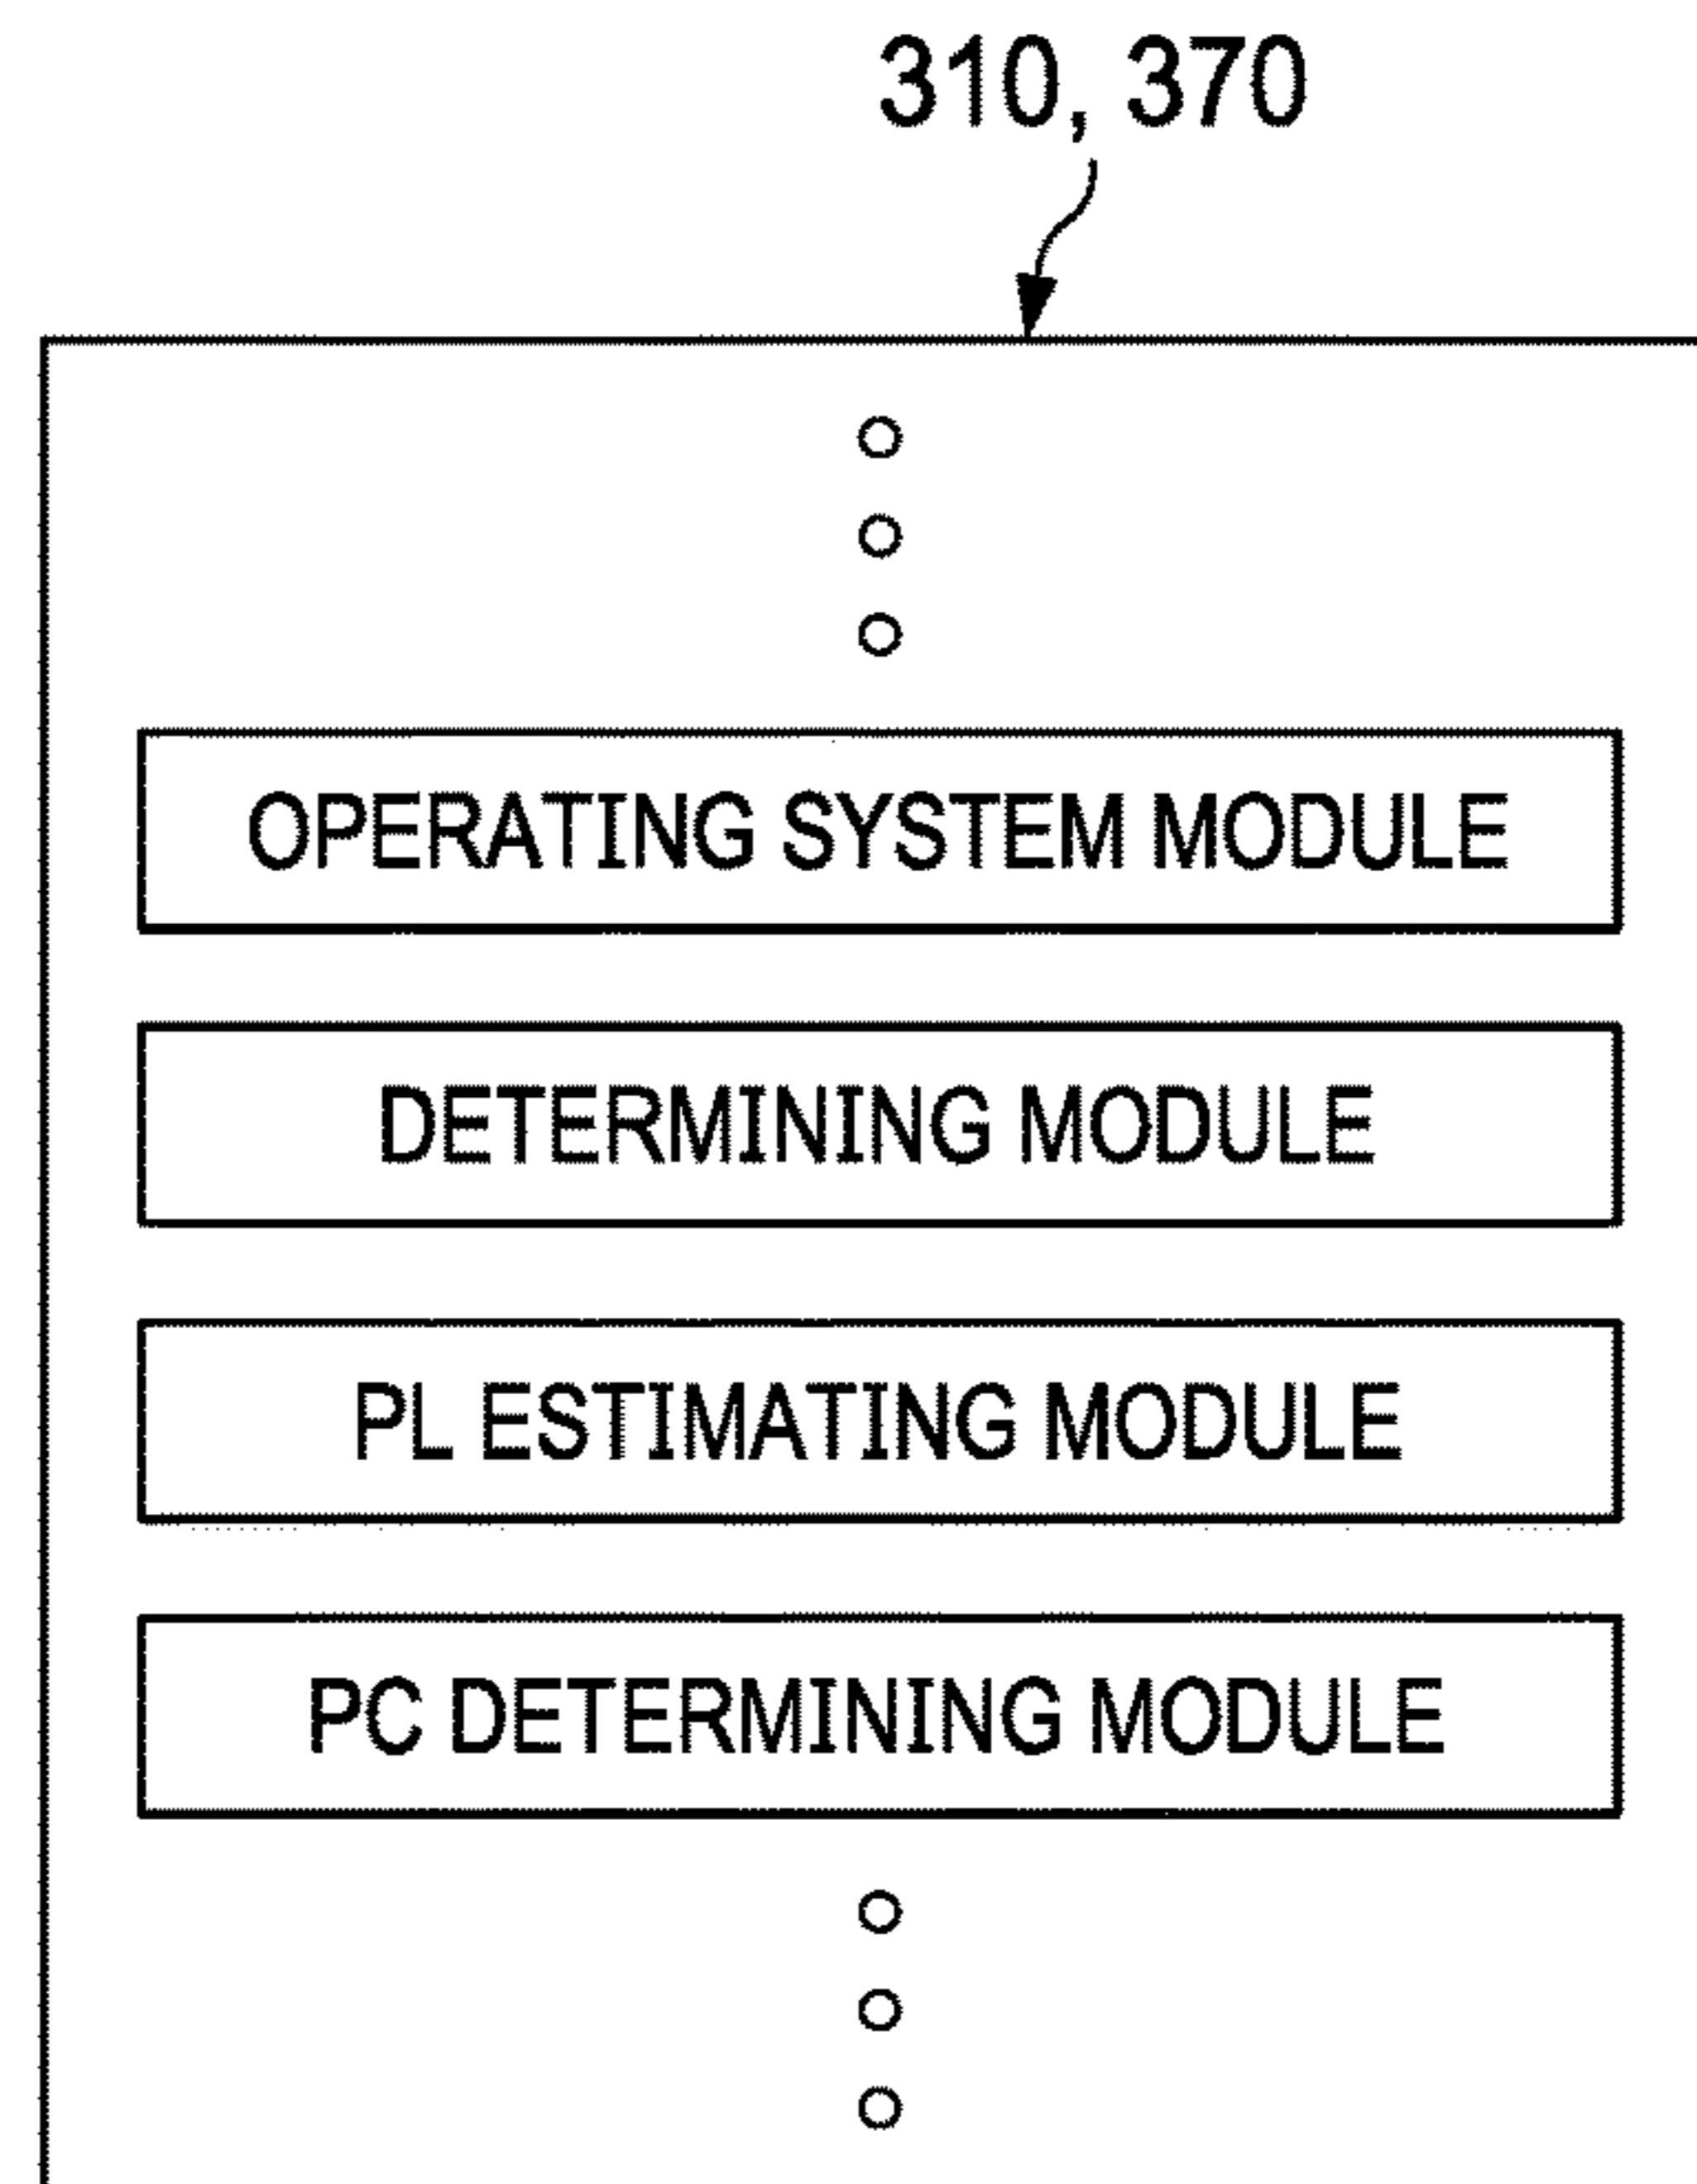 310, 370
OPERATING SYSTEM MODULE
DETERMINING MODULE
PL ESTIMATING MODULE
PC DETERMINING MODULE